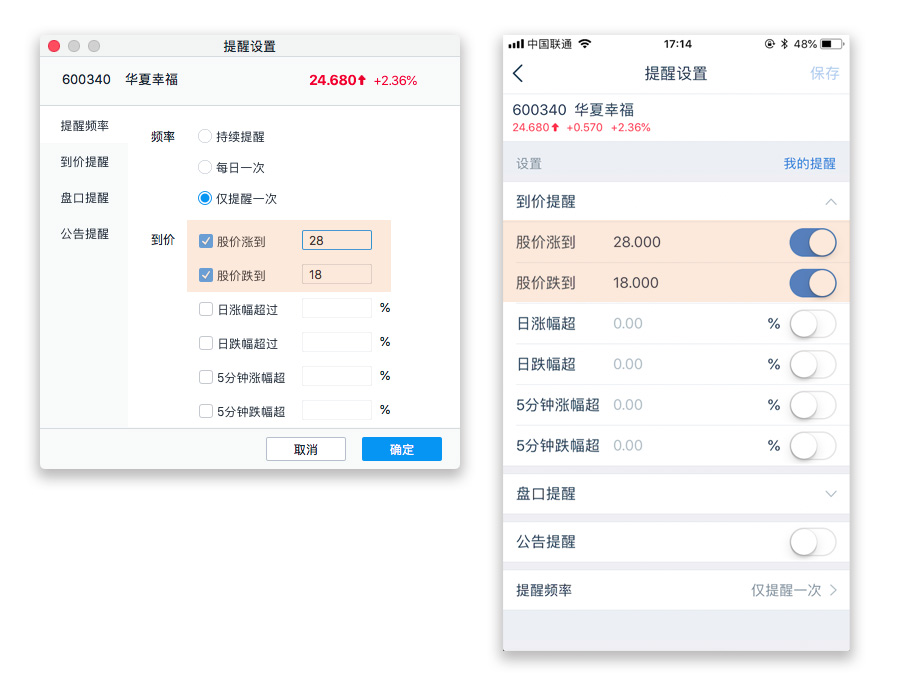 提醒设置
600340 华夏幸福 24.680⬆ +2.36%
提醒频率
到价提醒
盘口提醒
公告提醒
频率 持续提醒
每日一次
仅提醒一次
到价 股价涨到 28
股价跌到 18
日涨幅超过 %
日跌幅超过 %
5分钟涨幅超 %
5分钟跌幅超 %
取消 确定
中国联通 17:14 48%
提醒设置 保存
600340 华夏幸福
24.680⬆ +0.570 +2.36%
设置 我的提醒
到价提醒
股价涨到 28.000
股价跌到 18.000
日涨幅超 0.00 %
日跌幅超 0.00 %
5分钟涨幅超 0.00 %
5分钟跌幅超 0.00 %
盘口提醒
公告提醒
提醒频率 仅提醒一次